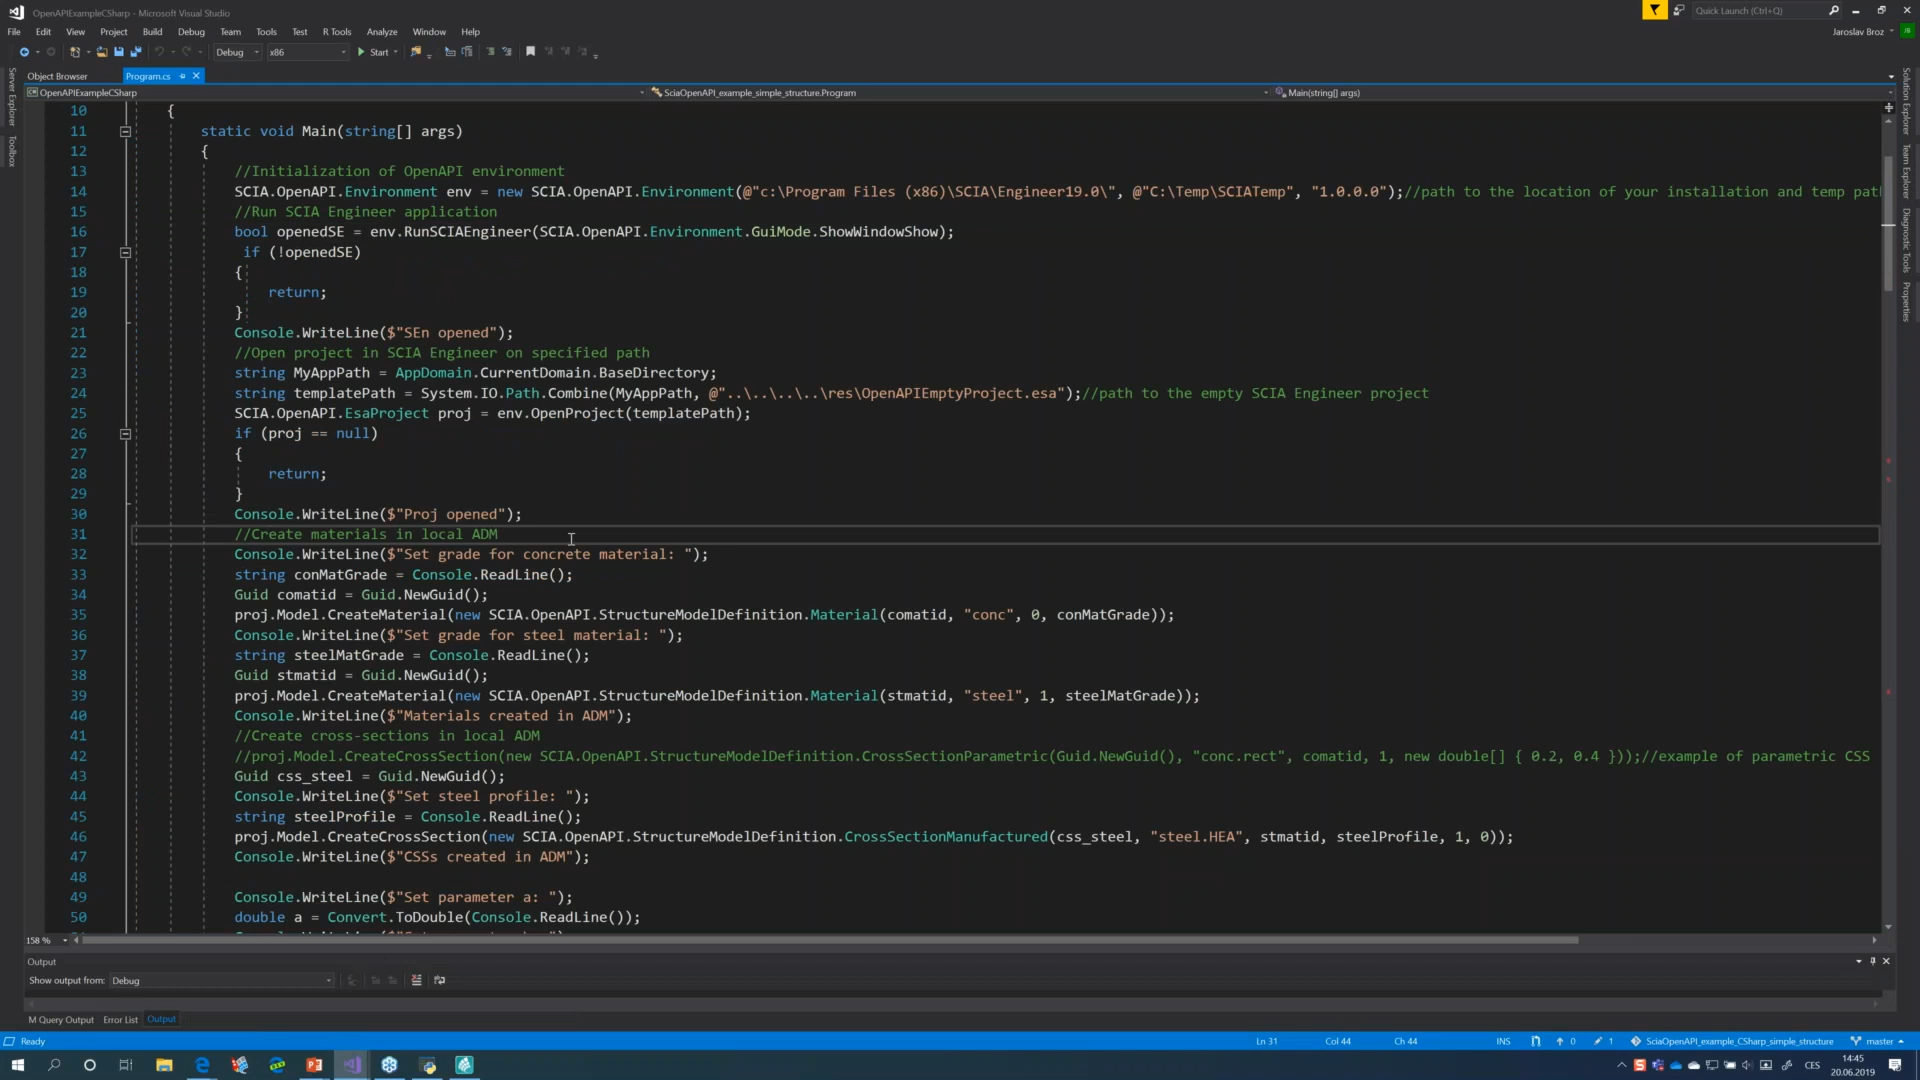 OpenAPIExampleCSharp - Microsoft Visual Studio
Quick Launch (Ctrl+Q)
File Edit View Project Build Debug Team Tools Test R Tools Analyze Window Help
Jaroslav Broz JB
Debug x86 Start
Object Browser Program.cs
OpenAPIExampleCSharp SciaOpenAPI_example_simple_structure.Program Main(string[] args)
Server Explorer
Toolbox
Solution Explorer
Team Explorer
Diagnostic Tools
Properties
10 {
11 static void Main(string[] args)
12 {
13 //Initialization of OpenAPI environment
14 SCIA.OpenAPI.Environment env = new SCIA.OpenAPI.Environment(@"c:\Program Files (x86)\SCIA\Engineer19.0\", @"C:\Temp\SCIATemp", "1.0.0.0");//path to the location of your installation and temp pat
15 //Run SCIA Engineer application
16 bool openedSE = env.RunSCIAEngineer(SCIA.OpenAPI.Environment.GuiMode.ShowWindowShow);
17 if (!openedSE)
18 {
19 return;
20 }
21 Console.WriteLine($"SEn opened");
22 //Open project in SCIA Engineer on specified path
23 string MyAppPath = AppDomain.CurrentDomain.BaseDirectory;
24 string templatePath = System.IO.Path.Combine(MyAppPath, @"..\..\..\..\res\OpenAPIEmptyProject.esa");//path to the empty SCIA Engineer project
25 SCIA.OpenAPI.EsaProject proj = env.OpenProject(templatePath);
26 if (proj == null)
27 {
28 return;
29 }
30 Console.WriteLine($"Proj opened");
31 //Create materials in local ADM
32 Console.WriteLine($"Set grade for concrete material: ");
33 string conMatGrade = Console.ReadLine();
34 Guid comatid = Guid.NewGuid();
35 proj.Model.CreateMaterial(new SCIA.OpenAPI.StructureModelDefinition.Material(comatid, "conc", 0, conMatGrade));
36 Console.WriteLine($"Set grade for steel material: ");
37 string steelMatGrade = Console.ReadLine();
38 Guid stmatid = Guid.NewGuid();
39 proj.Model.CreateMaterial(new SCIA.OpenAPI.StructureModelDefinition.Material(stmatid, "steel", 1, steelMatGrade));
40 Console.WriteLine($"Materials created in ADM");
41 //Create cross-sections in local ADM
42 //proj.Model.CreateCrossSection(new SCIA.OpenAPI.StructureModelDefinition.CrossSectionParametric(Guid.NewGuid(), "conc.rect", comatid, 1, new double[] { 0.2, 0.4 }));//example of parametric CSS
43 Guid css_steel = Guid.NewGuid();
44 Console.WriteLine($"Set steel profile: ");
45 string steelProfile = Console.ReadLine();
46 proj.Model.CreateCrossSection(new SCIA.OpenAPI.StructureModelDefinition.CrossSectionManufactured(css_steel, "steel.HEA", stmatid, steelProfile, 1, 0));
47 Console.WriteLine($"CSSs created in ADM");
48
49 Console.WriteLine($"Set parameter a: ");
50 double a = Convert.ToDouble(Console.ReadLine());
158 %
Output
Show output from: Debug
M Query Output Error List Output
Ready Ln 31 Col 44 Ch 44 INS 0 1 SciaOpenAPI_example_CSharp_simple_structure master
CES 14:45
20.06.2019